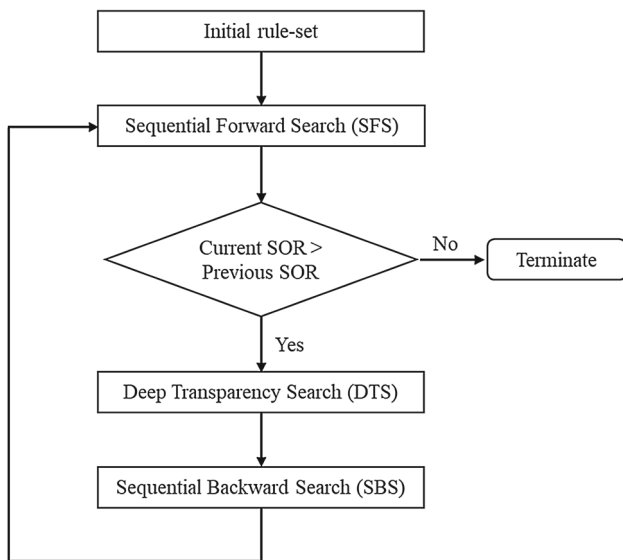 Initial rule-set
Sequential Forward Search (SFS)
Current SOR >
Previous SOR
No
Terminate
Yes
Deep Transparency Search (DTS)
Sequential Backward Search (SBS)